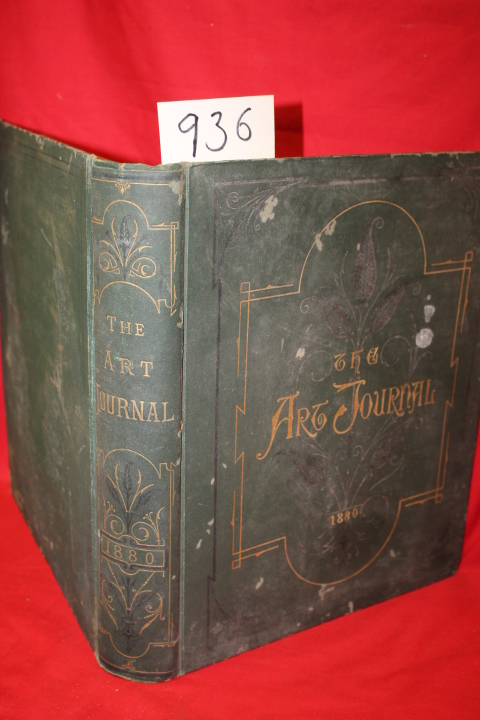 936
THE
ART
JOURNAL
1880
THE
ART JOURNAL
1880